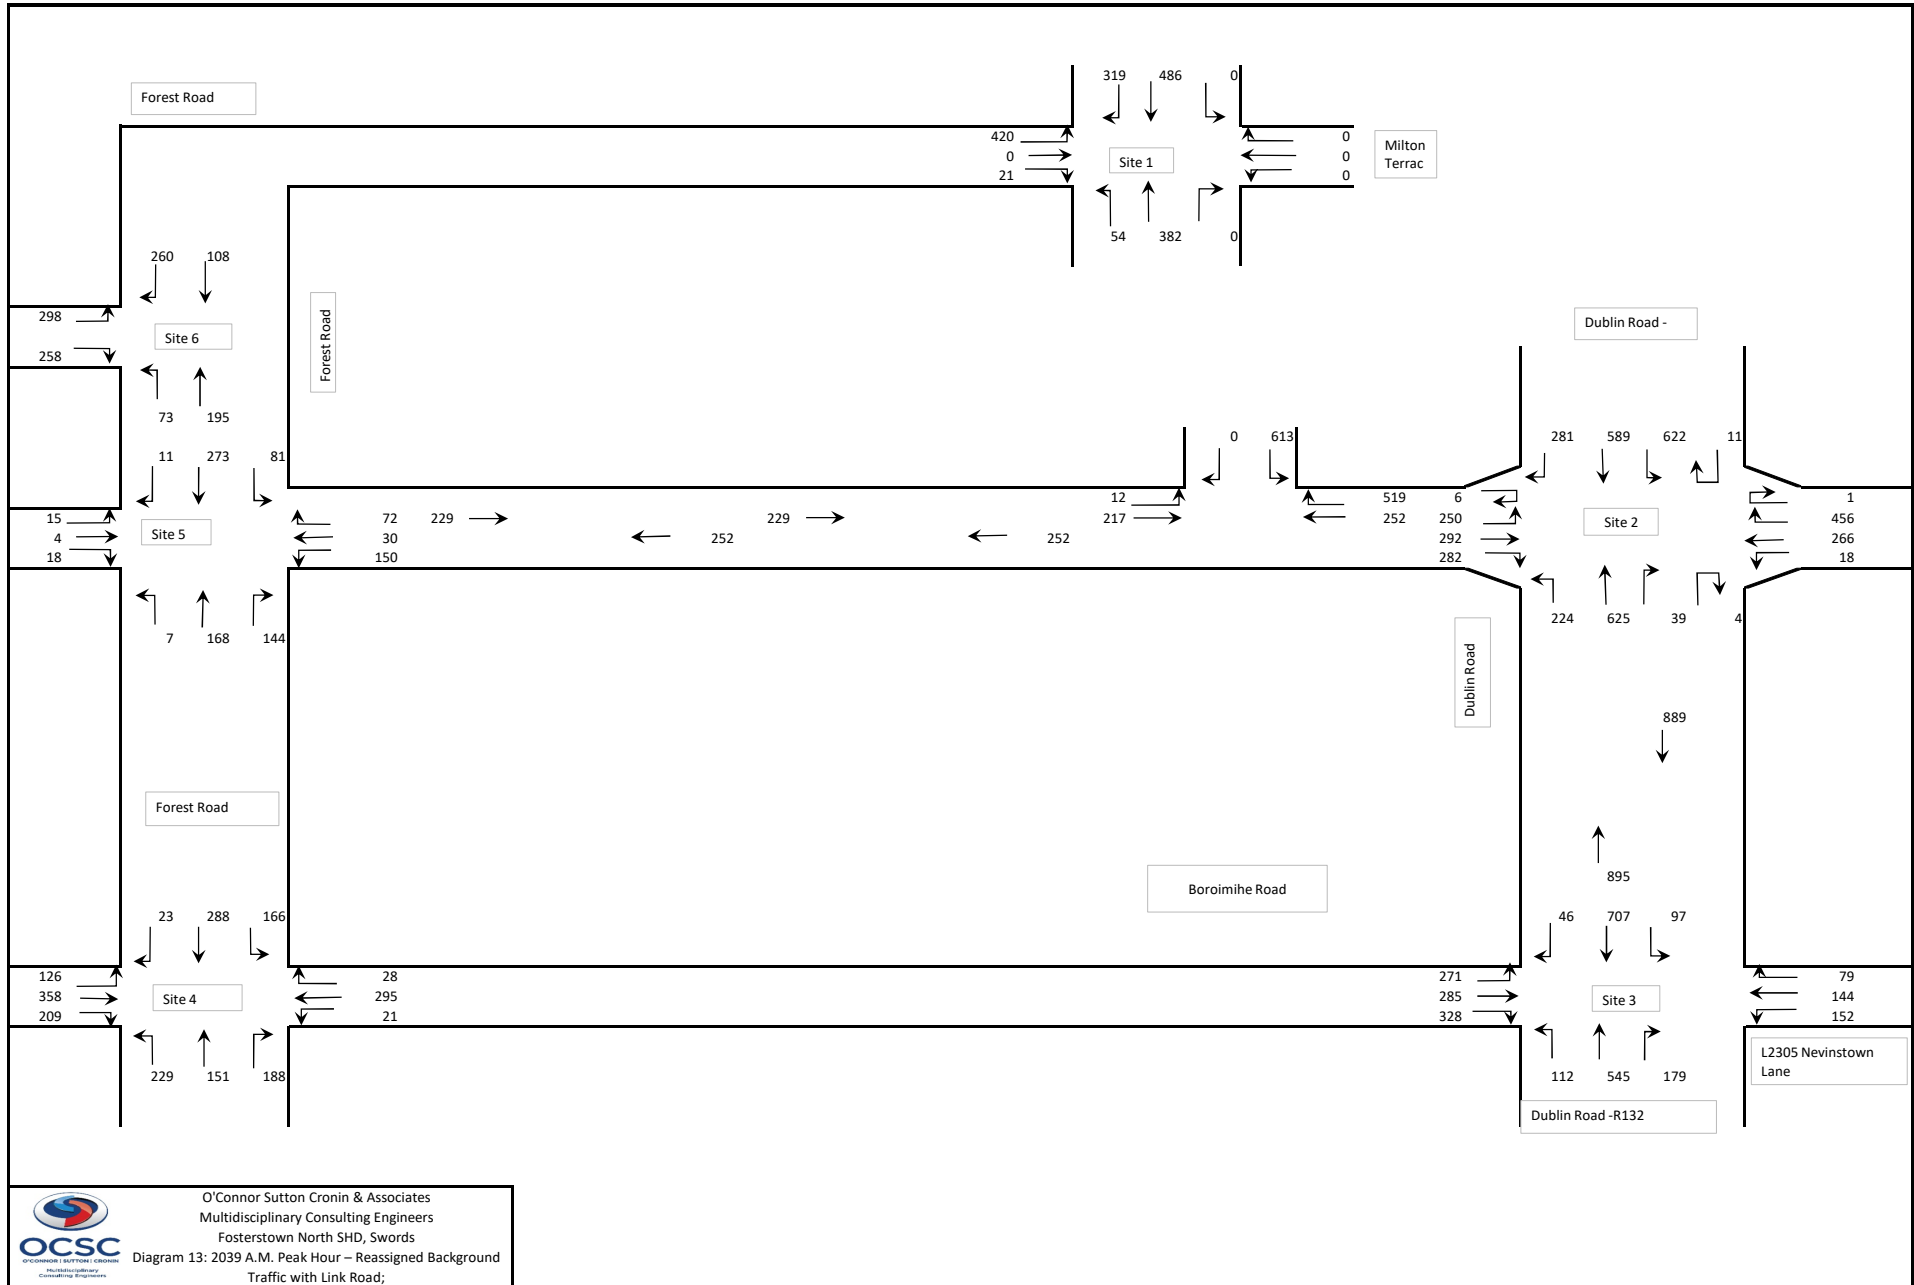 319 486 0
Forest Road
420 0
0 Site 1 0 Milton
21 0 Terrac
54 382 0
260 108
298
Site 6 Forest Road Dublin Road -
258
73 195
11 273 81 0 613 281 589 622 11
12 519 6 1
15 72 229 229 217 252 250 Site 2 456
4 Site 5 30 252 252 292 266
18 150 282 18
7 168 144 224 625 39 4
Dublin Road
889
Forest Road
895
Boroimihe Road
23 288 166 46 707 97
126 28 271 79
358 Site 4 295 285 Site 3 144
209 21 328 152
L2305 Nevinstown
Lane
229 151 188 112 545 179
Dublin Road -R132
O'Connor Sutton Cronin & Associates
Multidisciplinary Consulting Engineers
Fosterstown North SHD, Swords
Diagram 13: 2039 A.M. Peak Hour – Reassigned Background
Traffic with Link Road;
OCSC
O'CONNOR | SUTTON | CRONIN
Multidisciplinary
Consulting Engineers